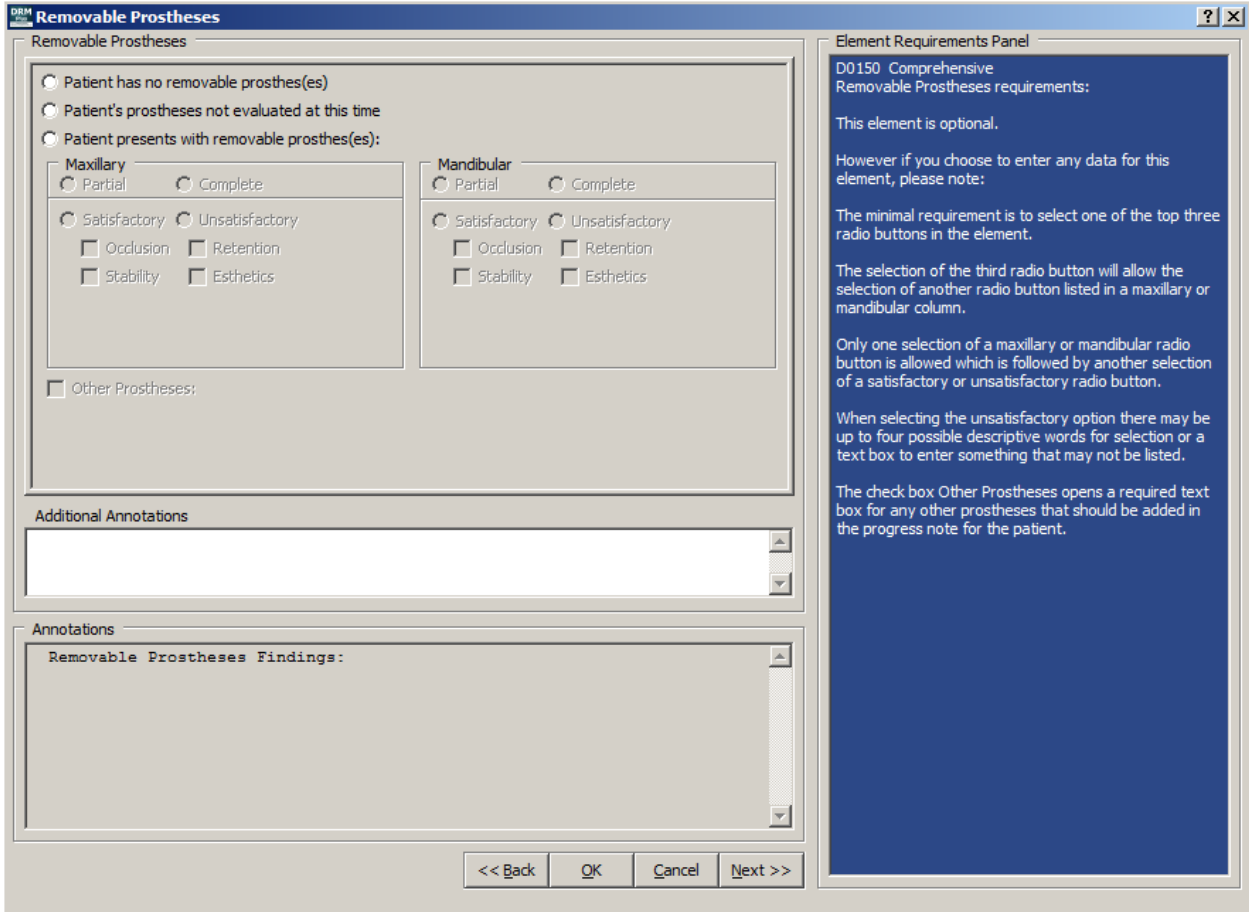 DRM Plus Removable Prostheses
Removable Prostheses
Patient has no removable prosthes(es)
Patient's prostheses not evaluated at this time
Patient presents with removable prosthes(es):
Maxillary
Partial Complete
Satisfactory Unsatisfactory
Occlusion Retention
Stability Esthetics
Mandibular
Partial Complete
Satisfactory Unsatisfactory
Occlusion Retention
Stability Esthetics
Other Prostheses:
Additional Annotations
Annotations
Removable Prostheses Findings:
<< Back OK Cancel Next >>
Element Requirements Panel
D0150 Comprehensive
Removable Prostheses requirements:
This element is optional.
However if you choose to enter any data for this
element, please note:
The minimal requirement is to select one of the top three
radio buttons in the element.
The selection of the third radio button will allow the
selection of another radio button listed in a maxillary or
mandibular column.
Only one selection of a maxillary or mandibular radio
button is allowed which is followed by another selection
of a satisfactory or unsatisfactory radio button.
When selecting the unsatisfactory option there may be
up to four possible descriptive words for selection or a
text box to enter something that may not be listed.
The check box Other Prostheses opens a required text
box for any other prostheses that should be added in
the progress note for the patient.